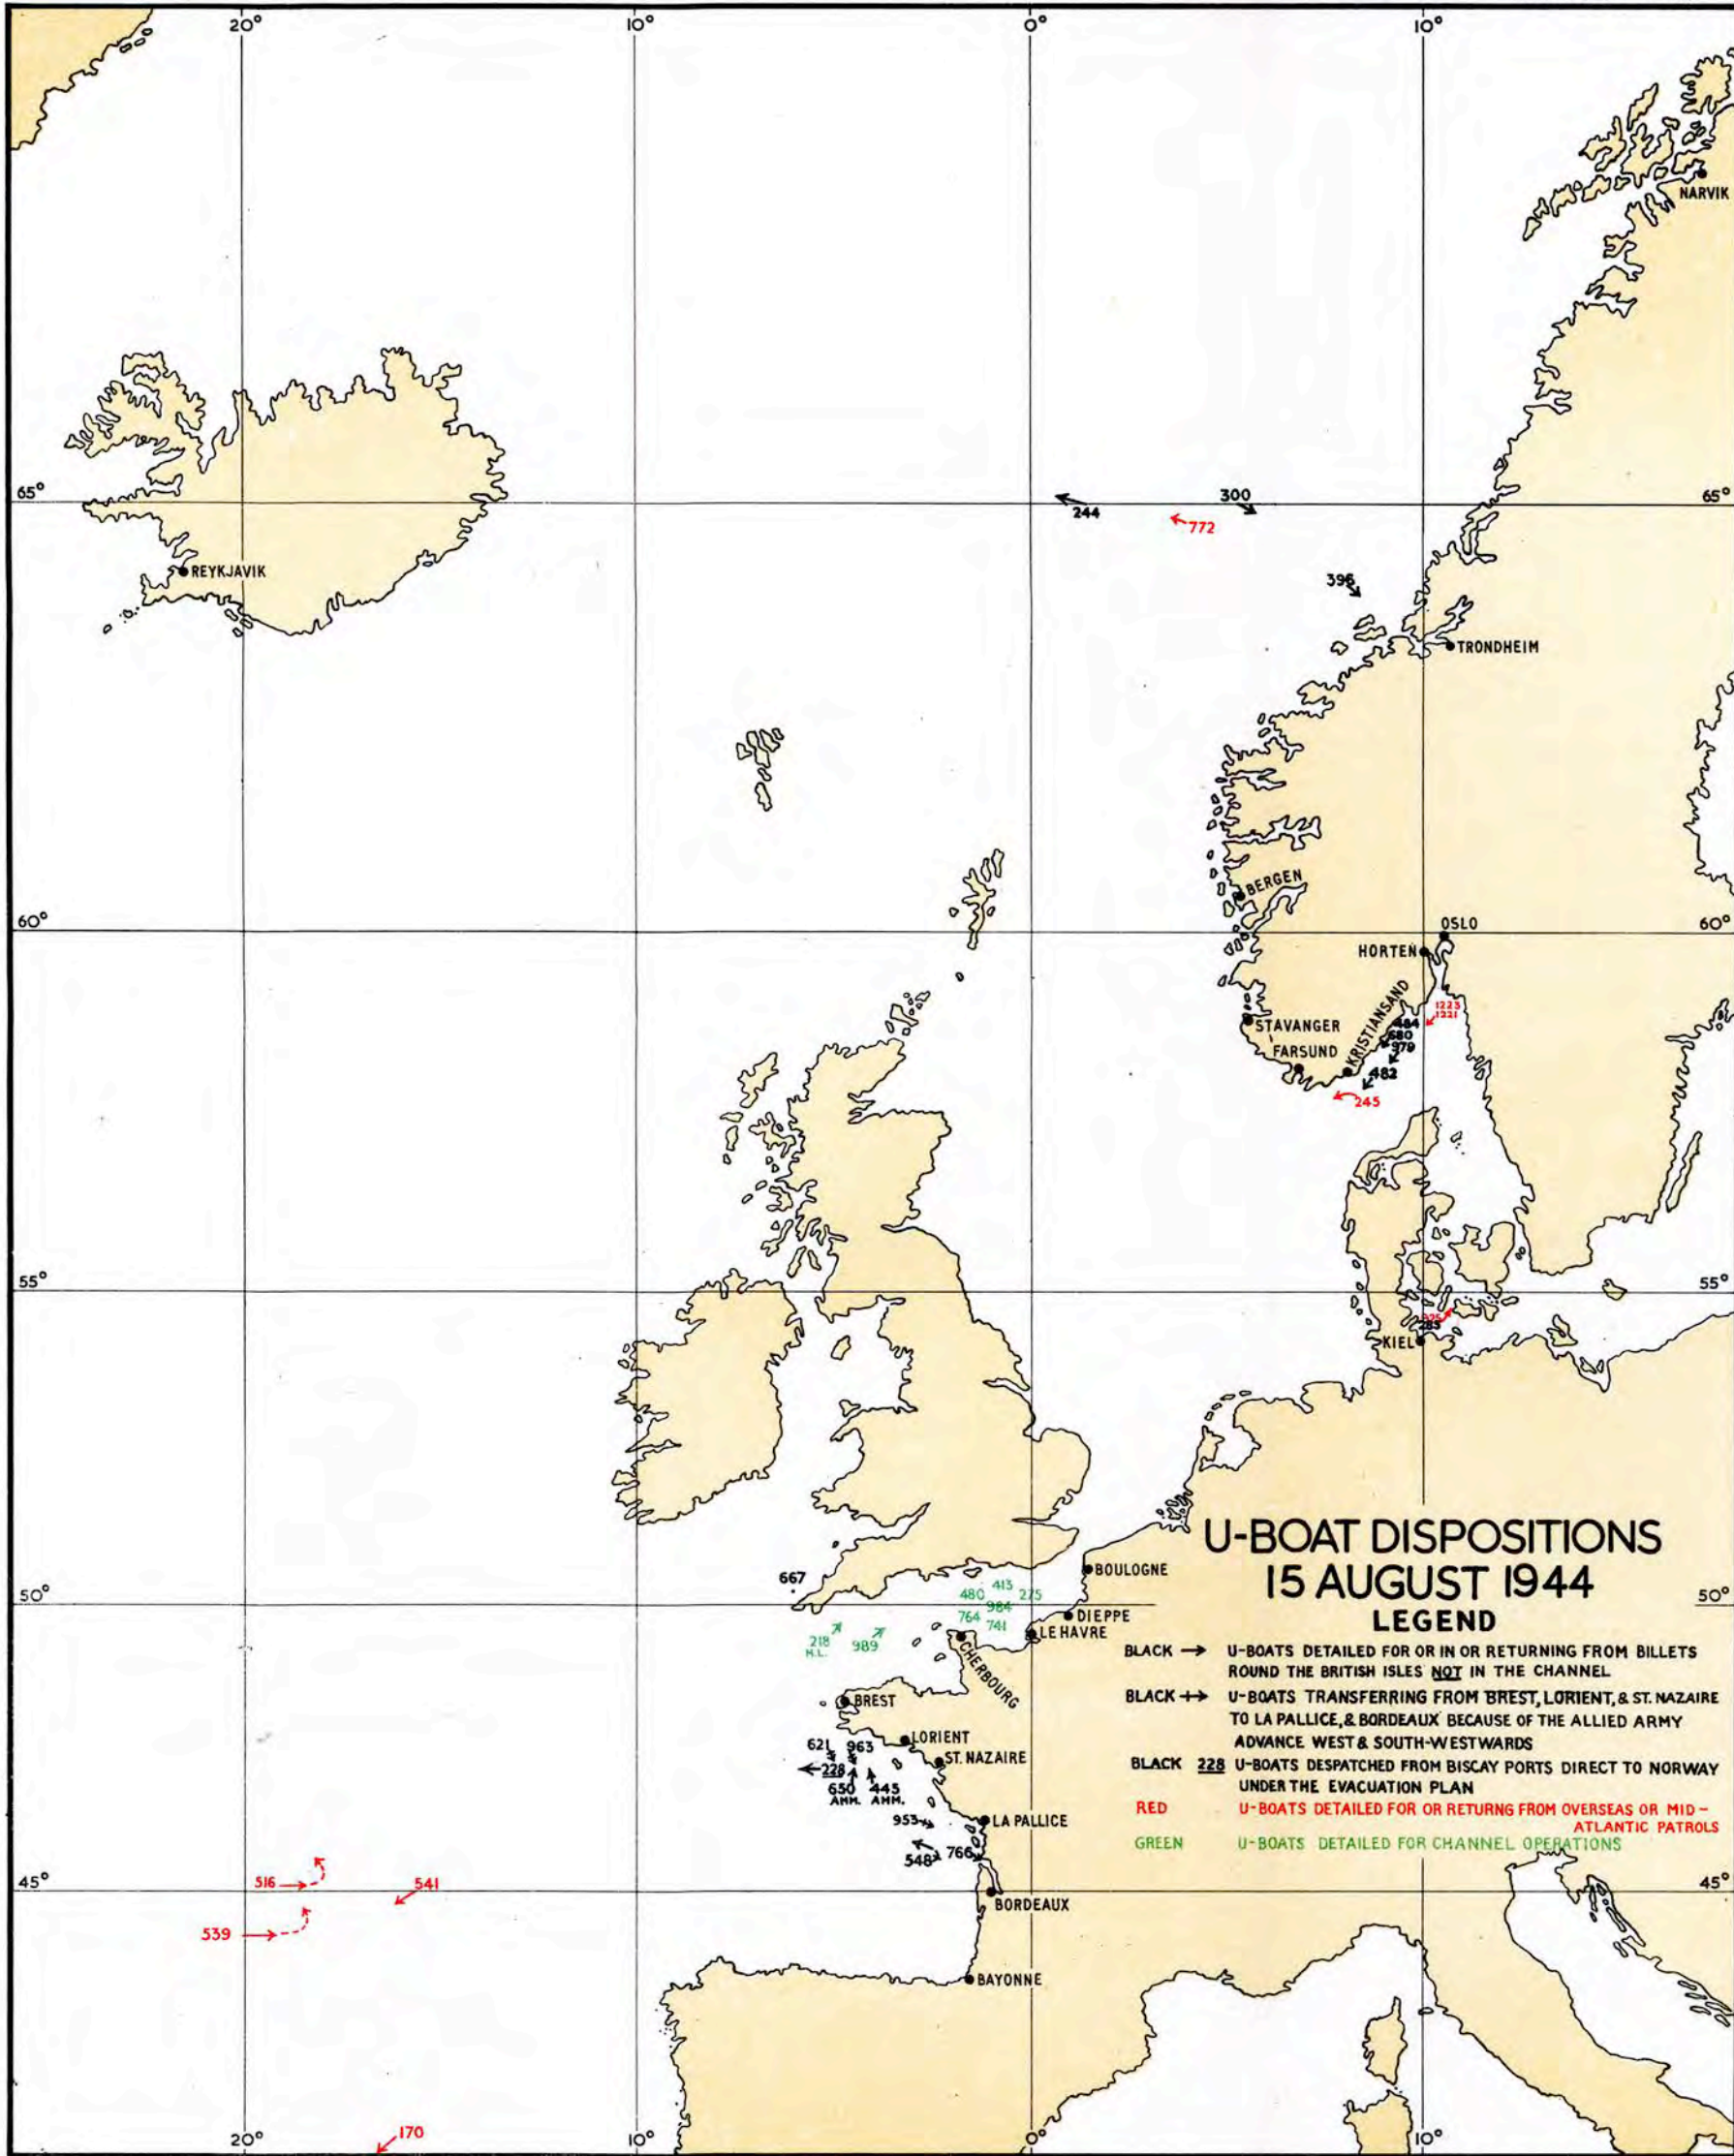 20°
10°
0°
10°
NARVIK
65°
65°
244
300
772
REYKJAVIK
396
TRONDHEIM
BERGEN
60°
60°
OSLO
HORTEN
STAVANGER
FARSUND
KRISTIANSAND
1223
1221
484
680
979
482
245
55°
55°
285
KIEL
U-BOAT DISPOSITIONS
15 AUGUST 1944
LEGEND
BLACK → U-BOATS DETAILED FOR OR IN OR RETURNING FROM BILLETS
ROUND THE BRITISH ISLES NOT IN THE CHANNEL
BLACK ⇸ U-BOATS TRANSFERRING FROM BREST, LORIENT, & ST. NAZAIRE
TO LA PALLICE, & BORDEAUX BECAUSE OF THE ALLIED ARMY
ADVANCE WEST & SOUTH-WESTWARDS
BLACK 228 U-BOATS DESPATCHED FROM BISCAY PORTS DIRECT TO NORWAY
UNDER THE EVACUATION PLAN
RED U-BOATS DETAILED FOR OR RETURNG FROM OVERSEAS OR MID-
ATLANTIC PATROLS
GREEN U-BOATS DETAILED FOR CHANNEL OPERATIONS
BOULOGNE
667
413
480
275
50°
50°
984
764
741
DIEPPE
LE HAVRE
218
M.L.
989
CHERBOURG
BREST
LORIENT
621
963
ST. NAZAIRE
228
650
445
AMM. AMM.
953
LA PALLICE
548
766
516
541
45°
45°
BORDEAUX
539
BAYONNE
170
20°
10°
0°
10°